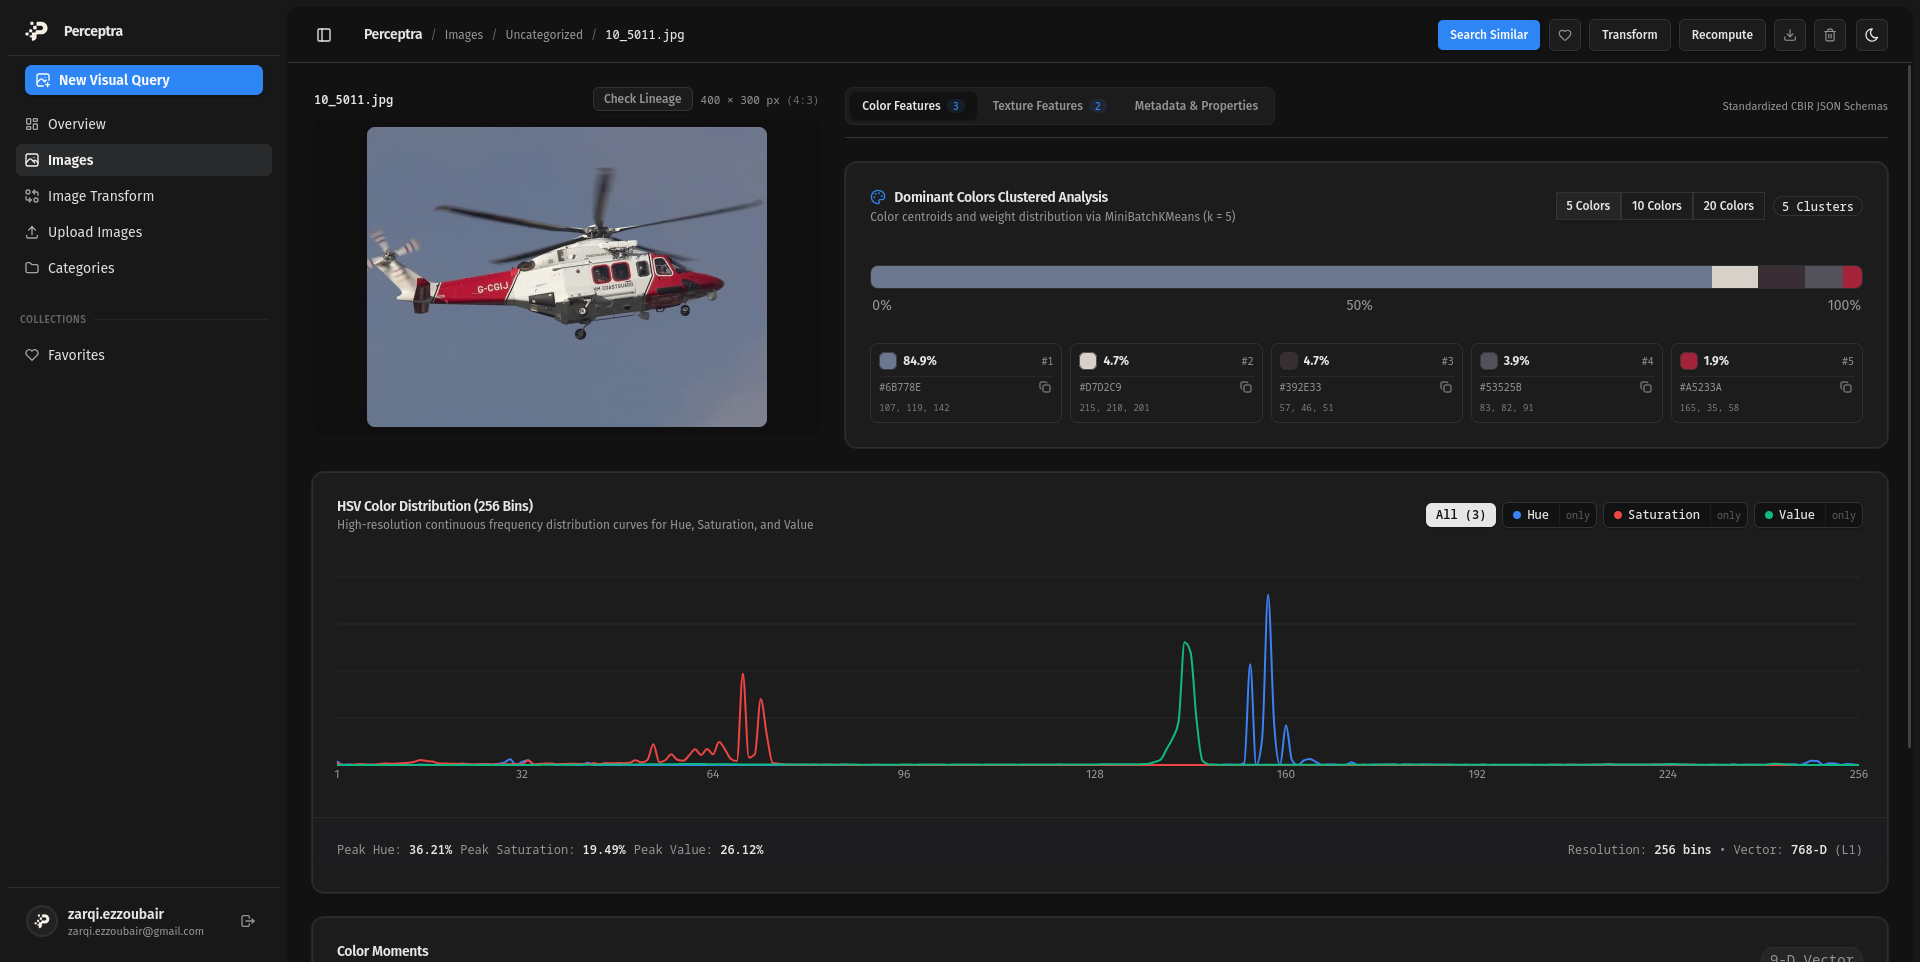 Perceptra
New Visual Query
Overview
Images
Image Transform
Upload Images
Categories
COLLECTIONS
Favorites
zarqi.ezzoubair
zarqi.ezzoubair@gmail.com
Perceptra / Images / Uncategorized / 10_5011.jpg
Search Similar
Transform
Recompute
10_5011.jpg
Check Lineage
400 × 300 px (4:3)
G-CGIJ
HM COASTGUARD
7
Color Features 3
Texture Features 2
Metadata & Properties
Standardized CBIR JSON Schemas
Dominant Colors Clustered Analysis
Color centroids and weight distribution via MiniBatchKMeans (k = 5)
5 Colors
10 Colors
20 Colors
5 Clusters
0% 50% 100%
84.9% #1
#6B778E
107, 119, 142
4.7% #2
#D7D2C9
215, 210, 201
4.7% #3
#392E33
57, 46, 51
3.9% #4
#53525B
83, 82, 91
1.9% #5
#A5233A
165, 35, 58
HSV Color Distribution (256 Bins)
High-resolution continuous frequency distribution curves for Hue, Saturation, and Value
All (3)
Hue only
Saturation only
Value only
1 32 64 96 128 160 192 224 256
Peak Hue: 36.21% Peak Saturation: 19.49% Peak Value: 26.12%
Resolution: 256 bins • Vector: 768-D (L1)
Color Moments
9-D Vector